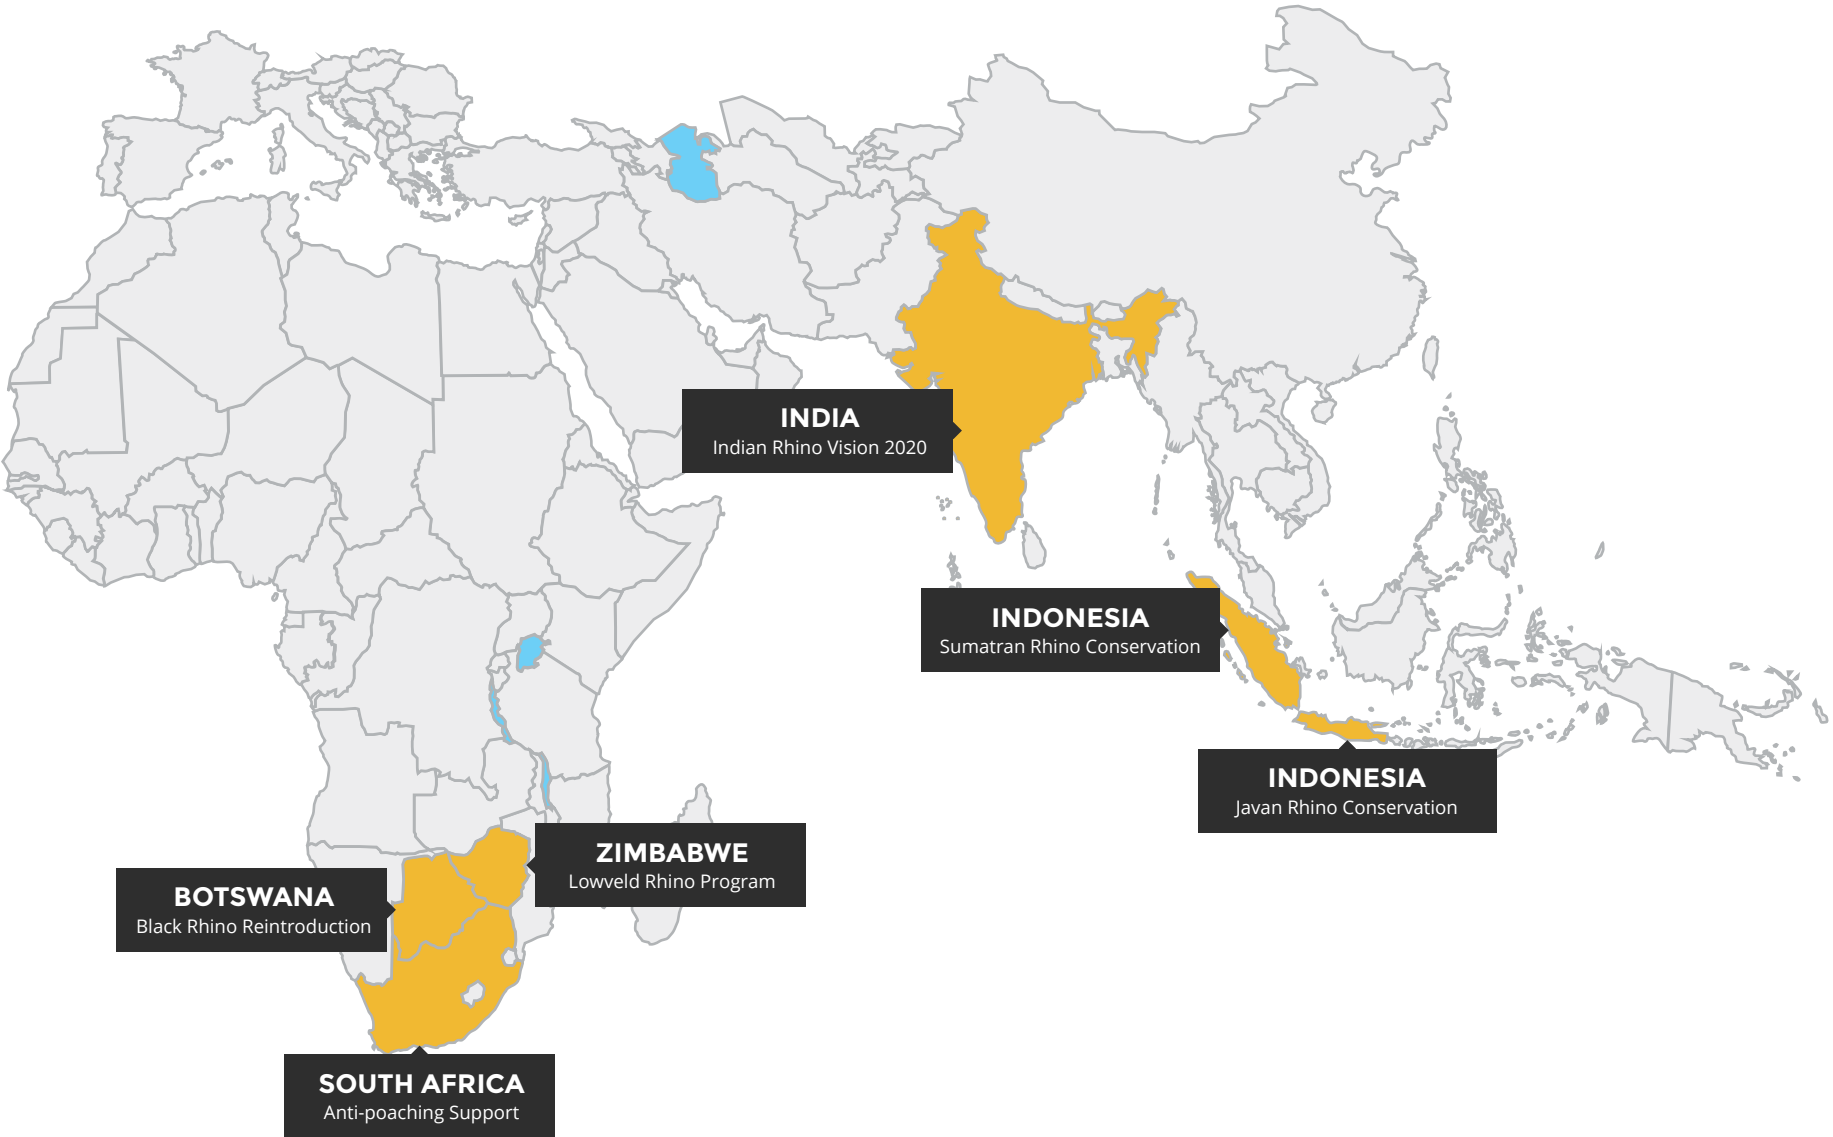 INDIA
Indian Rhino Vision 2020
INDONESIA
Sumatran Rhino Conservation
INDONESIA
Javan Rhino Conservation
ZIMBABWE
Lowveld Rhino Program
BOTSWANA
Black Rhino Reintroduction
SOUTH AFRICA
Anti-poaching Support